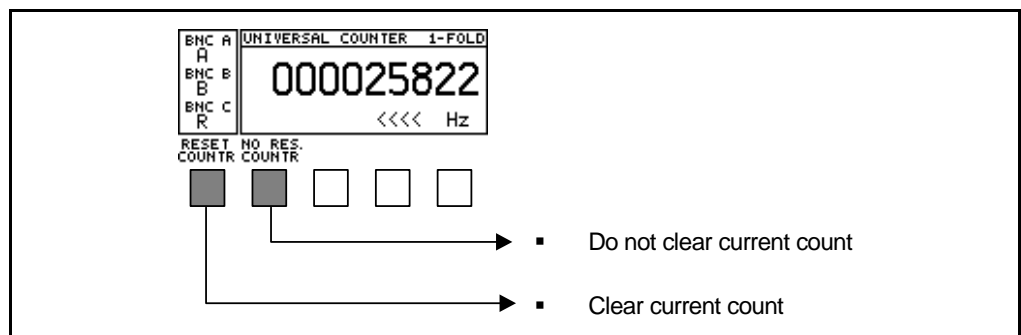 BNC A UNIVERSAL COUNTER 1-FOLD
A
BNC B 000025822
B
BNC C
R <<<< Hz
RESET NO RES.
COUNTR COUNTR
▪ Do not clear current count
▪ Clear current count